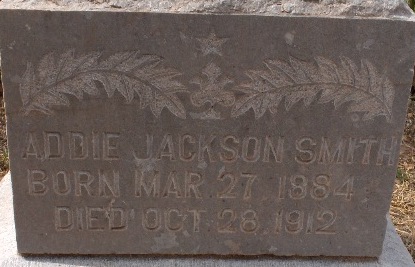 ADDIE JACKSON SMITH
BORN MAR. 27 1884
DIED OCT. 28, 1912